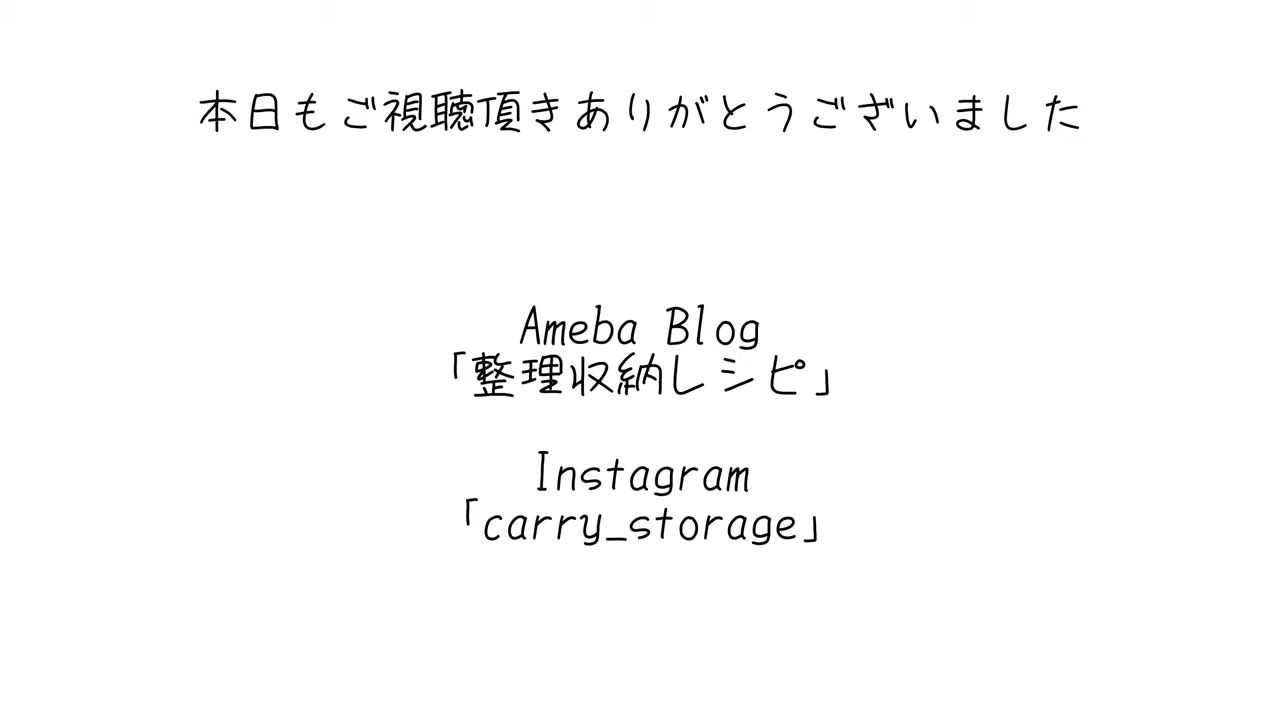 本日もご視聴頂きありがとうございました
Ameba Blog
「整理収納レシピ」
Instagram
「carry_storage」